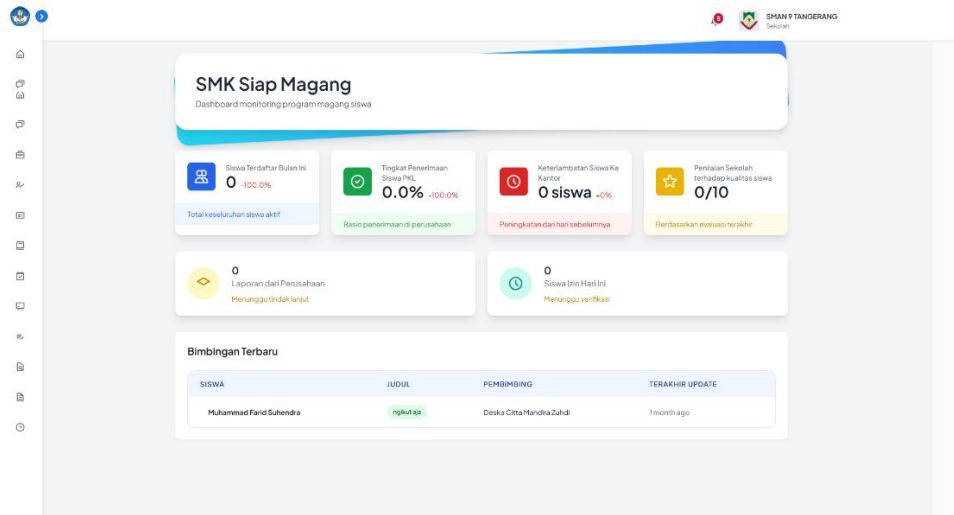 5
SMAN 9 TANGERANG
Sekolah
SMK Siap Magang
Dashboard monitoring program magang siswa
Siswa Terdaftar Bulan Ini
0 -100.0%
Total keseluruhan siswa aktif
Tingkat Penerimaan
Siswa PKL
0.0% -100.0%
Rasio penerimaan di perusahaan
Keterlambatan Siswa Ke
Kantor
0 siswa +0%
Peningkatan dari hari sebelumnya
Penilaian Sekolah
terhadap kualitas siswa
0/10
Berdasarkan evaluasi terakhir
0
Laporan dari Perusahaan
Menunggu tindak lanjut
0
Siswa Izin Hari Ini
Menunggu verifikasi
Bimbingan Terbaru
SISWA JUDUL PEMBIMBING TERAKHIR UPDATE
Muhammad Farid Suhendra ngikut aja Deska Citta Mandira Zuhdi 1 month ago